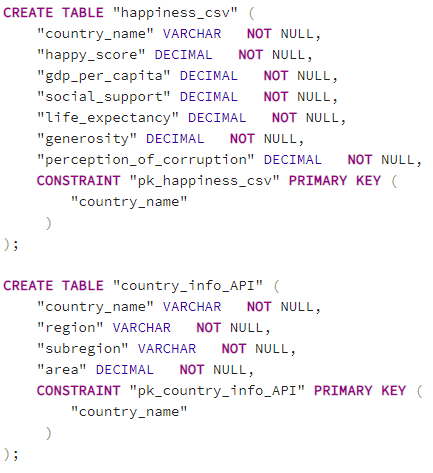 CREATE TABLE "happiness_csv" (
    "country_name" VARCHAR   NOT NULL,
    "happy_score" DECIMAL   NOT NULL,
    "gdp_per_capita" DECIMAL   NOT NULL,
    "social_support" DECIMAL   NOT NULL,
    "life_expectancy" DECIMAL   NOT NULL,
    "generosity" DECIMAL   NOT NULL,
    "perception_of_corruption" DECIMAL   NOT NULL,
    CONSTRAINT "pk_happiness_csv" PRIMARY KEY (
        "country_name"
     )
);

CREATE TABLE "country_info_API" (
    "country_name" VARCHAR   NOT NULL,
    "region" VARCHAR   NOT NULL,
    "subregion" VARCHAR   NOT NULL,
    "area" DECIMAL   NOT NULL,
    CONSTRAINT "pk_country_info_API" PRIMARY KEY (
        "country_name"
     )
);